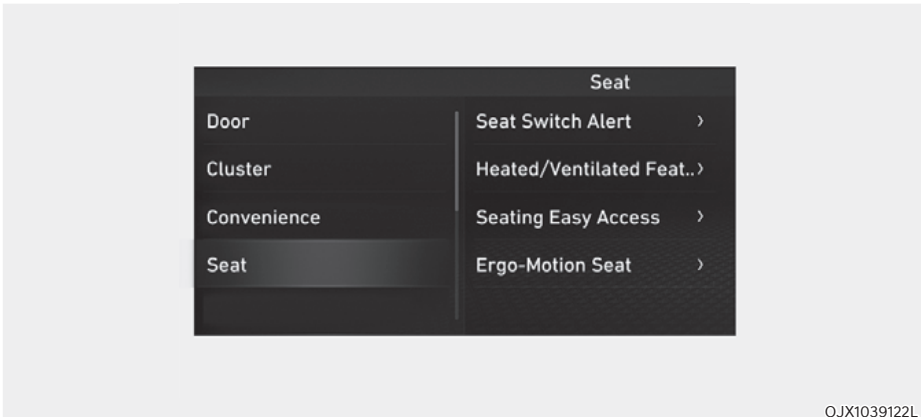 Seat
Door
Cluster
Convenience
Seat
Seat Switch Alert >
Heated/Ventilated Feat..>
Seating Easy Access >
Ergo-Motion Seat >
OJX1039122L